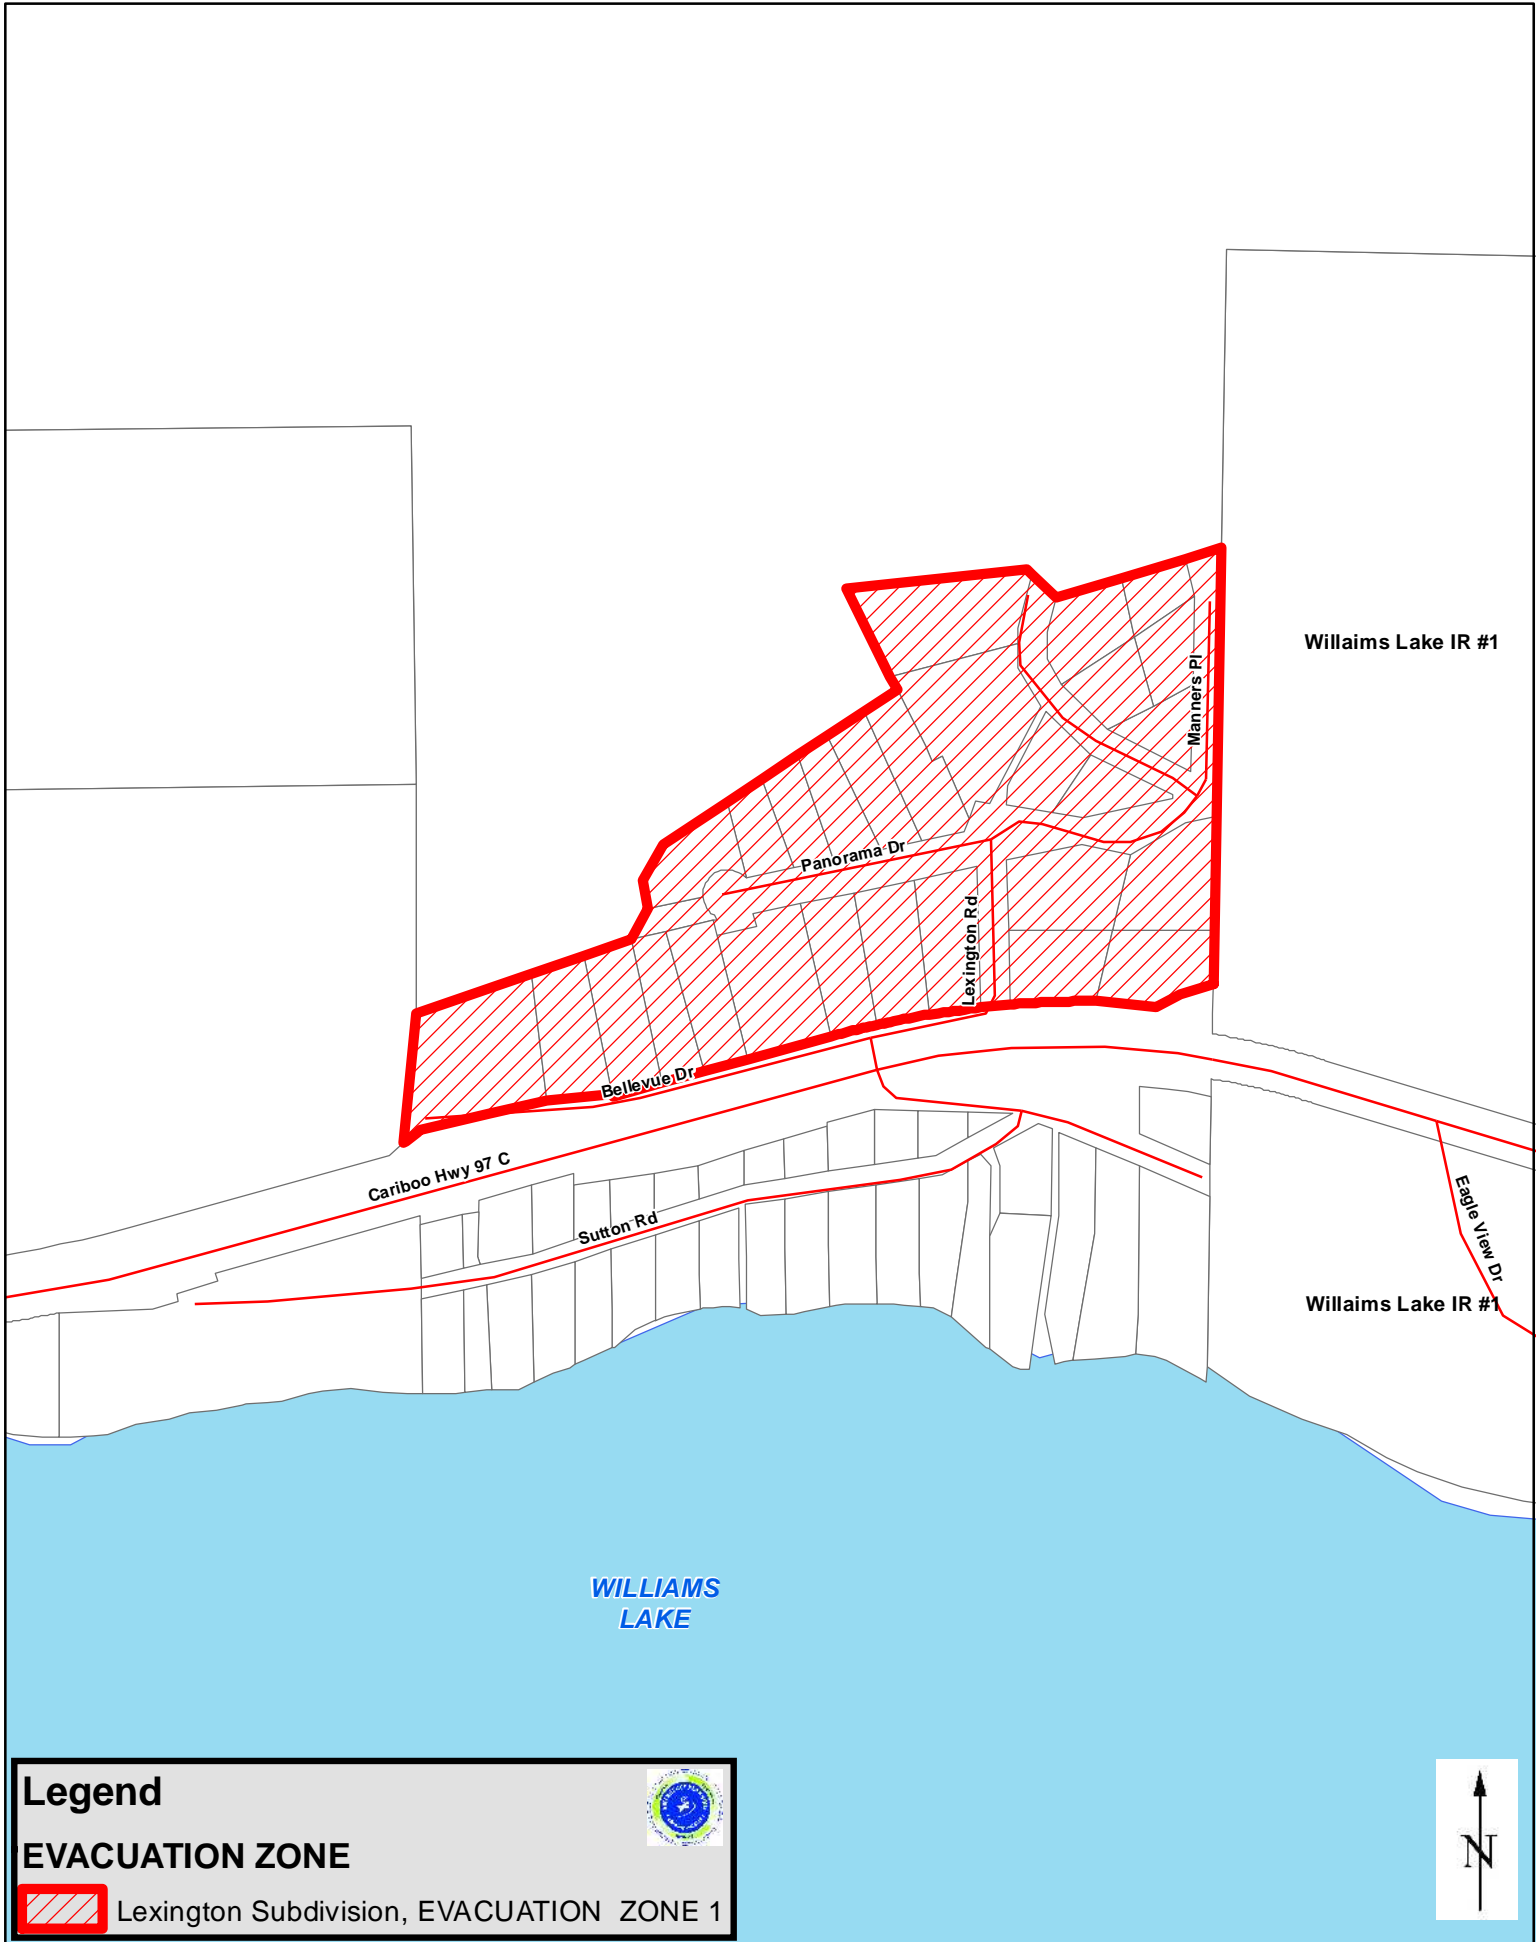 Willaims Lake IR #1
Manners Pl
Panorama Dr
Lexington Rd
Bellevue Dr
Cariboo Hwy 97 C
Sutton Rd
Eagle View Dr
Willaims Lake IR #1
WILLIAMS
LAKE
Legend
EVACUATION ZONE
Lexington Subdivision, EVACUATION ZONE 1
N